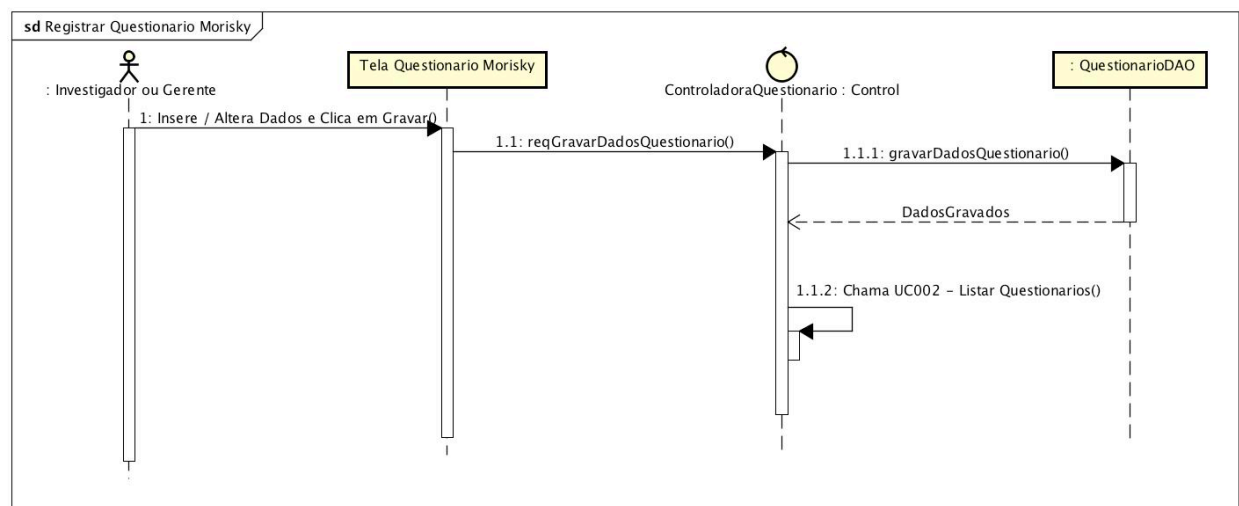 sd Registrar Questionario Morisky
: Investigador ou Gerente
Tela Questionario Morisky
ControladoraQuestionario : Control
: QuestionarioDAO
1: Insere / Altera Dados e Clica em Gravar()
1.1: reqGravarDadosQuestionario()
1.1.1: gravarDadosQuestionario()
DadosGravados
1.1.2: Chama UC002 – Listar Questionarios()